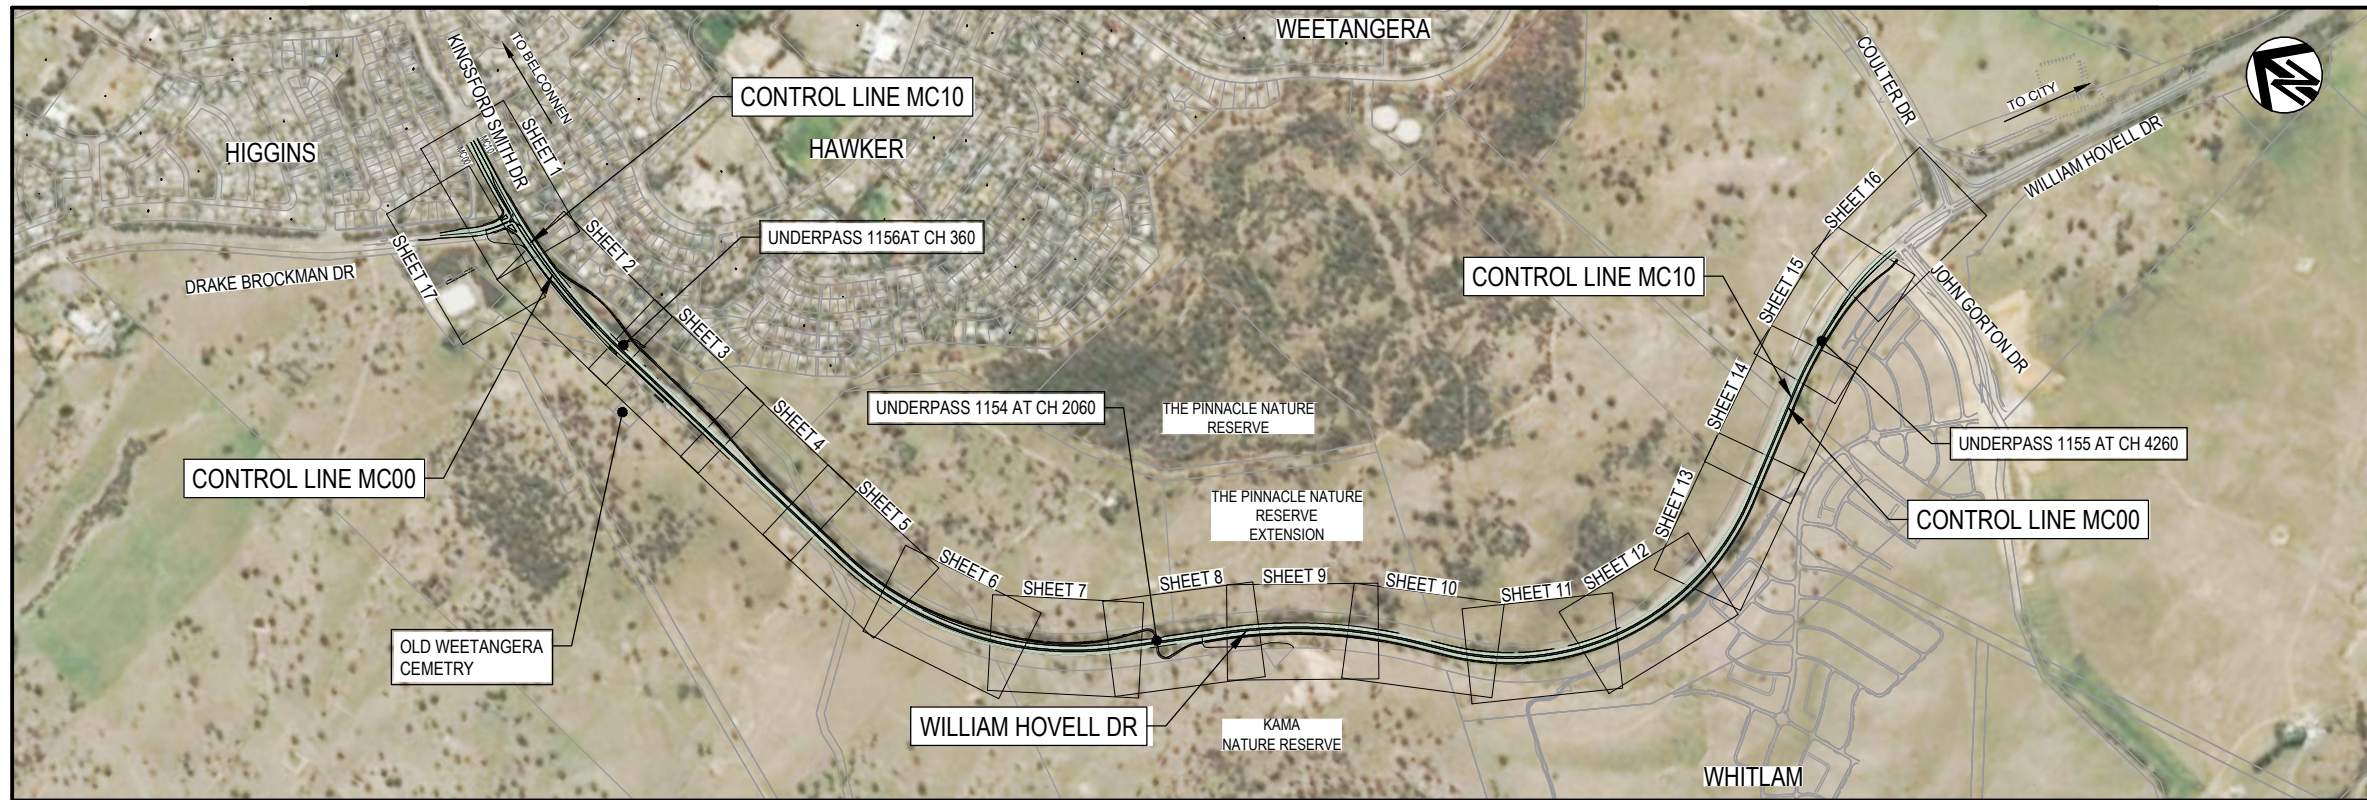 WEETANGERA
KINGSFORD SMITH DR
TO BELCONNEN
COULTER DR
TO CITY
WILLIAM HOVELL DR
N
CONTROL LINE MC10
HIGGINS
HAWKER
SHEET 1
MC00
MC10
SHEET 2
UNDERPASS 1156AT CH 360
SHEET 17
DRAKE BROCKMAN DR
SHEET 3
SHEET 16
CONTROL LINE MC10
SHEET 15
JOHN GORTON DR
SHEET 4
UNDERPASS 1154 AT CH 2060
THE PINNACLE NATURE
RESERVE
SHEET 14
UNDERPASS 1155 AT CH 4260
CONTROL LINE MC00
SHEET 5
THE PINNACLE NATURE
RESERVE
EXTENSION
SHEET 13
CONTROL LINE MC00
SHEET 6
SHEET 7
SHEET 8
SHEET 9
SHEET 10
SHEET 11
SHEET 12
OLD WEETANGERA
CEMETRY
WILLIAM HOVELL DR
KAMA
NATURE RESERVE
WHITLAM